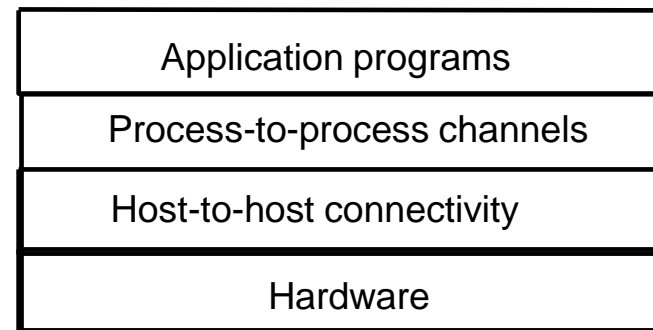 Application programs
Process-to-process channels
Host-to-host connectivity
Hardware